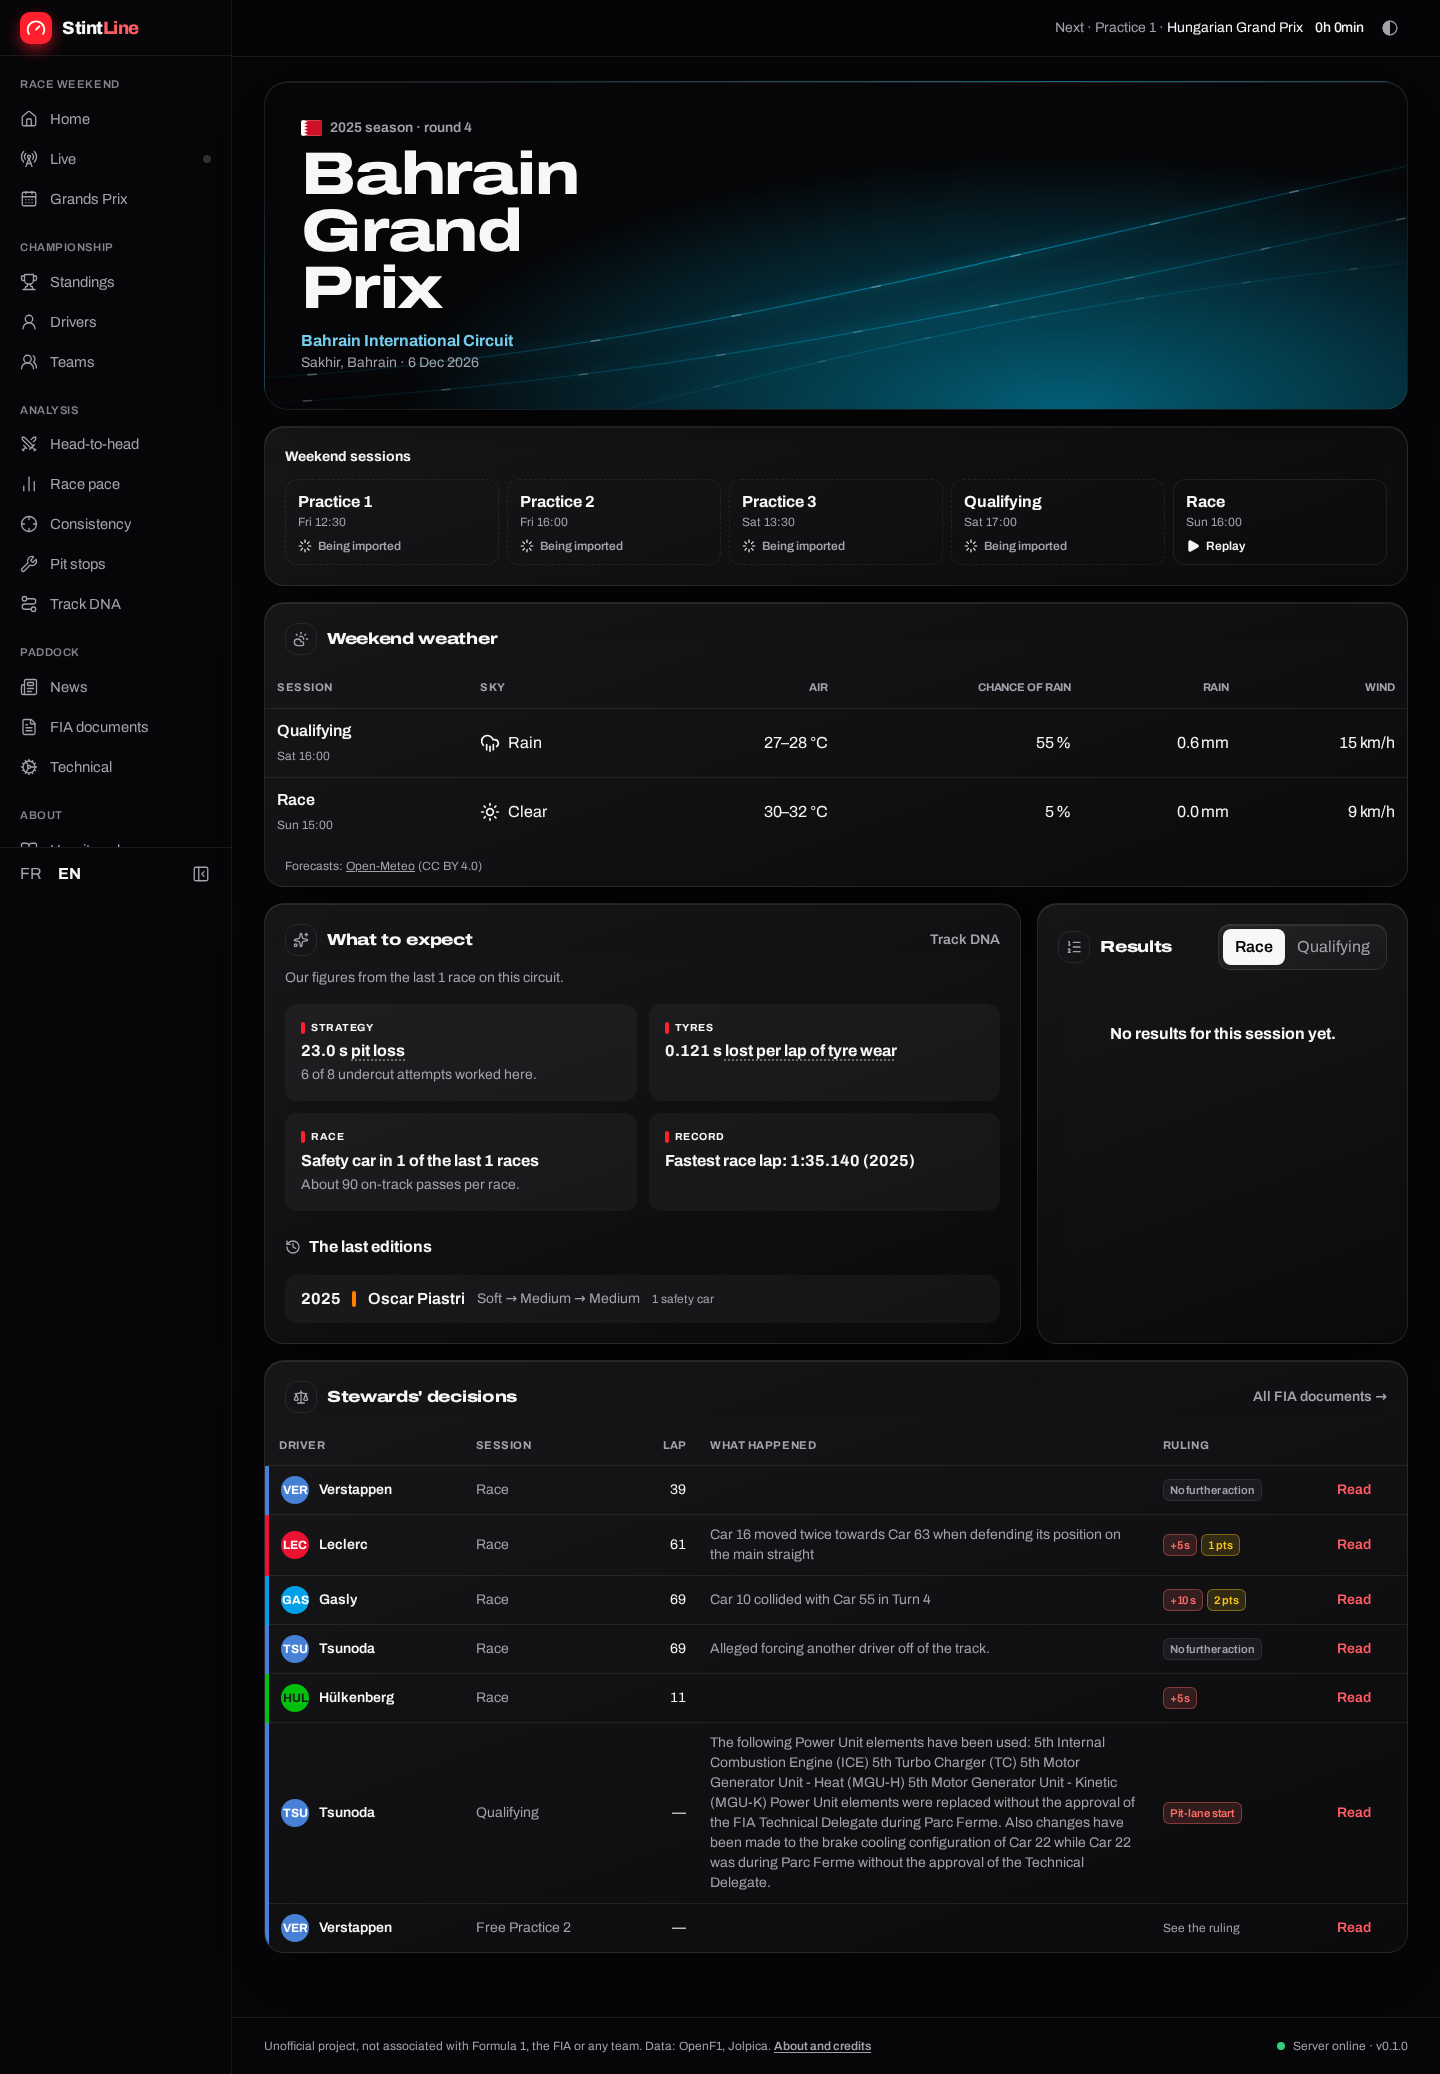 StintLine
Next · Practice 1 · Hungarian Grand Prix 0h 0min
RACE WEEKEND
Home
Live
Grands Prix
CHAMPIONSHIP
Standings
Drivers
Teams
ANALYSIS
Head-to-head
Race pace
Consistency
Pit stops
Track DNA
PADDOCK
News
FIA documents
Technical
ABOUT
FR EN
2025 season · round 4
Bahrain
Grand
Prix
Bahrain International Circuit
Sakhir, Bahrain · 6 Dec 2026
Weekend sessions
Practice 1
Fri 12:30
Being imported
Practice 2
Fri 16:00
Being imported
Practice 3
Sat 13:30
Being imported
Qualifying
Sat 17:00
Being imported
Race
Sun 16:00
Replay
Weekend weather
SESSION SKY AIR CHANCE OF RAIN RAIN WIND
Qualifying
Sat 16:00
Rain 27–28 °C 55 % 0.6 mm 15 km/h
Race
Sun 15:00
Clear 30–32 °C 5 % 0.0 mm 9 km/h
Forecasts: Open-Meteo (CC BY 4.0)
What to expect
Track DNA
Our figures from the last 1 race on this circuit.
STRATEGY
23.0 s pit loss
6 of 8 undercut attempts worked here.
TYRES
0.121 s lost per lap of tyre wear
RACE
Safety car in 1 of the last 1 races
About 90 on-track passes per race.
RECORD
Fastest race lap: 1:35.140 (2025)
The last editions
2025 Oscar Piastri Soft → Medium → Medium 1 safety car
Results
Race Qualifying
No results for this session yet.
Stewards' decisions
All FIA documents →
DRIVER SESSION LAP WHAT HAPPENED RULING
VER Verstappen Race 39 No further action Read
LEC Leclerc Race 61 Car 16 moved twice towards Car 63 when defending its position on
the main straight
+5 s 1 pts Read
GAS Gasly Race 69 Car 10 collided with Car 55 in Turn 4 +10 s 2 pts Read
TSU Tsunoda Race 69 Alleged forcing another driver off of the track. No further action Read
HUL Hülkenberg Race 11 +5 s Read
TSU Tsunoda Qualifying — The following Power Unit elements have been used: 5th Internal
Combustion Engine (ICE) 5th Turbo Charger (TC) 5th Motor
Generator Unit - Heat (MGU-H) 5th Motor Generator Unit - Kinetic
(MGU-K) Power Unit elements were replaced without the approval of
the FIA Technical Delegate during Parc Ferme. Also changes have
been made to the brake cooling configuration of Car 22 while Car 22
was during Parc Ferme without the approval of the Technical
Delegate.
Pit-lane start Read
VER Verstappen Free Practice 2 — See the ruling Read
Unofficial project, not associated with Formula 1, the FIA or any team. Data: OpenF1, Jolpica. About and credits
Server online · v0.1.0